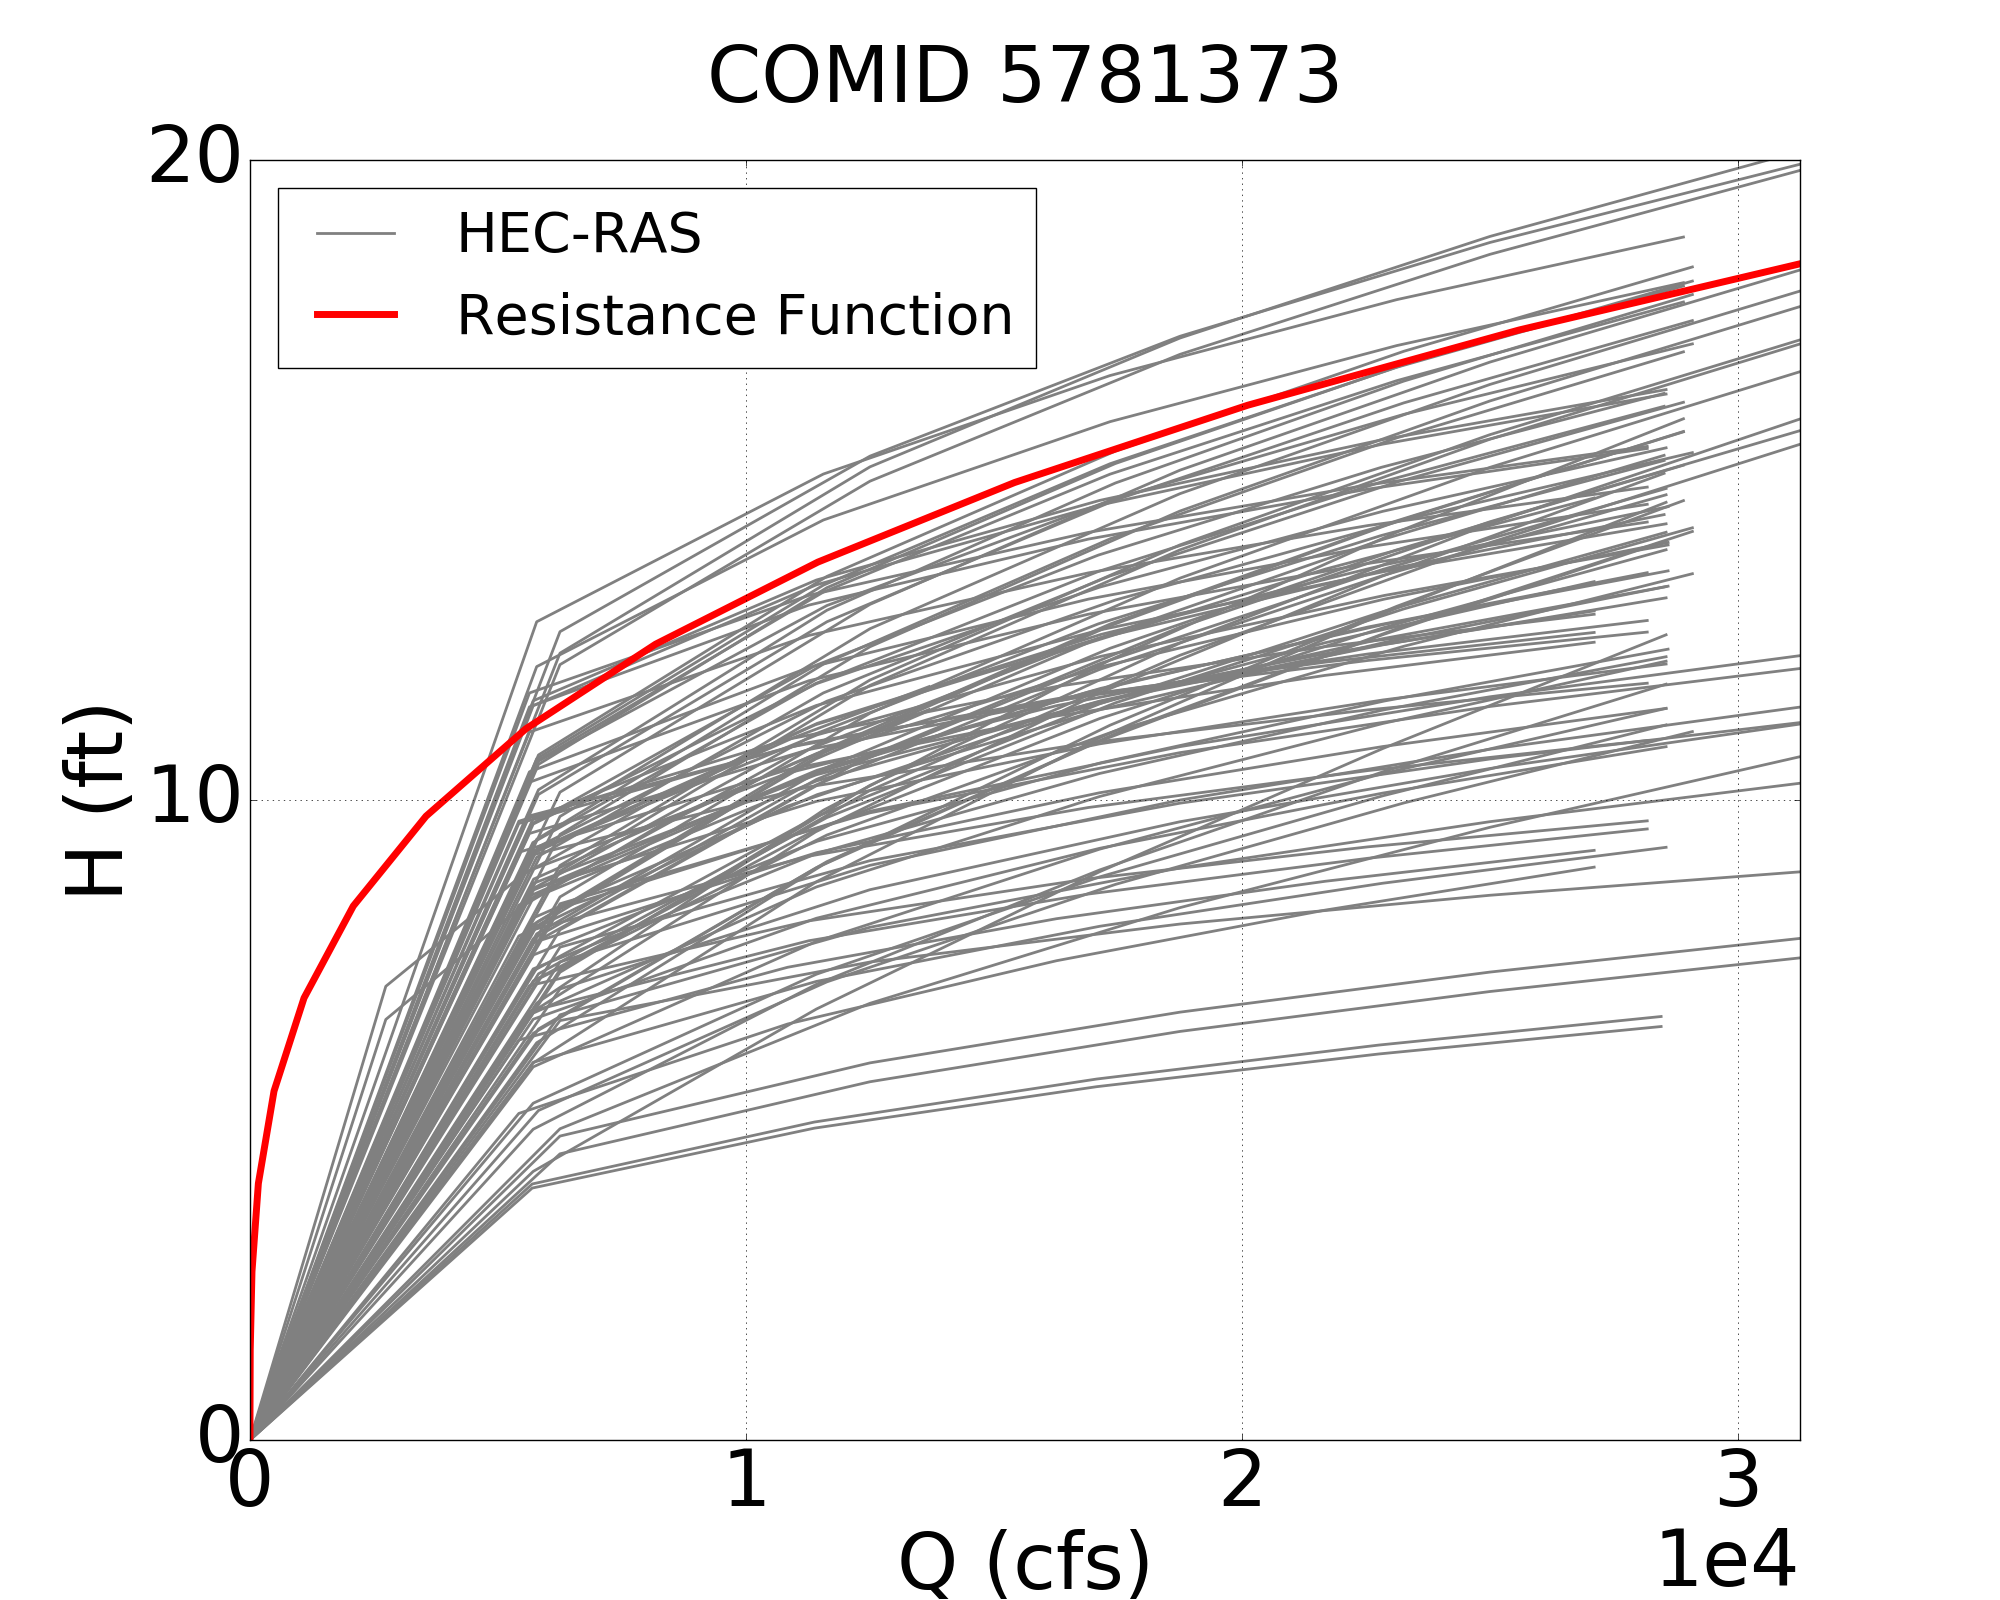 COMID 5781373
20
10
0
H (ft)
HEC-RAS
Resistance Function
0 1 2 3
1e4
Q (cfs)